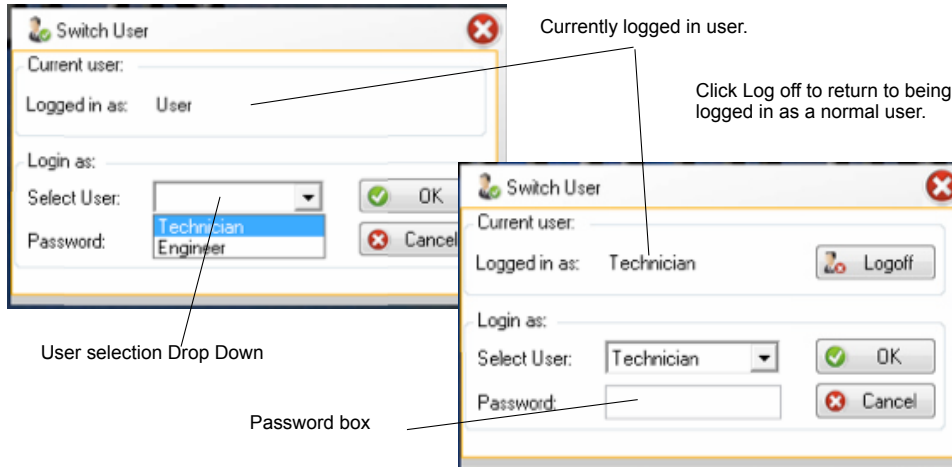 Switch User
Current user:
Logged in as: User
Login as:
Select User:
Technician
Engineer
Password:
OK
Cancel
Currently logged in user.
Click Log off to return to being
logged in as a normal user.
Switch User
Current user:
Logged in as: Technician
Logoff
Login as:
Select User: Technician
OK
Password:
Cancel
User selection Drop Down
Password box